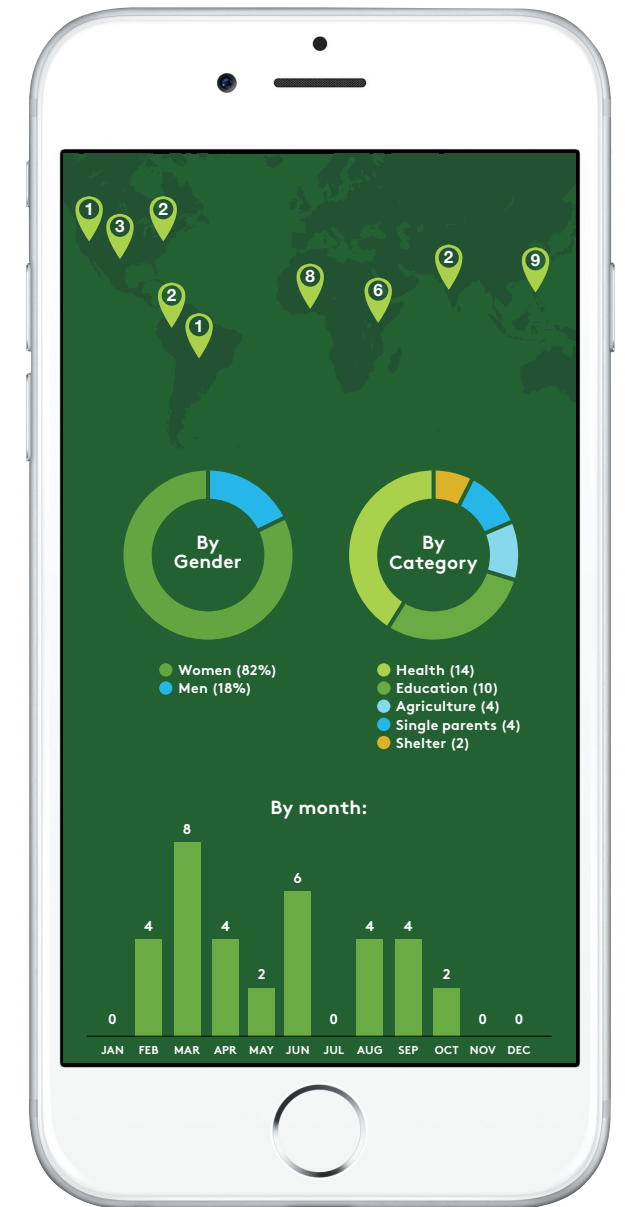 1
3
2
2
1
8
6
2
9
By
Gender
By
Category
Women (82%)
Men (18%)
Health (14)
Education (10)
Agriculture (4)
Single parents (4)
Shelter (2)
By month:
0 4 8 4 2 6 0 4 4 2 0 0
JAN FEB MAR APR MAY JUN JUL AUG SEP OCT NOV DEC